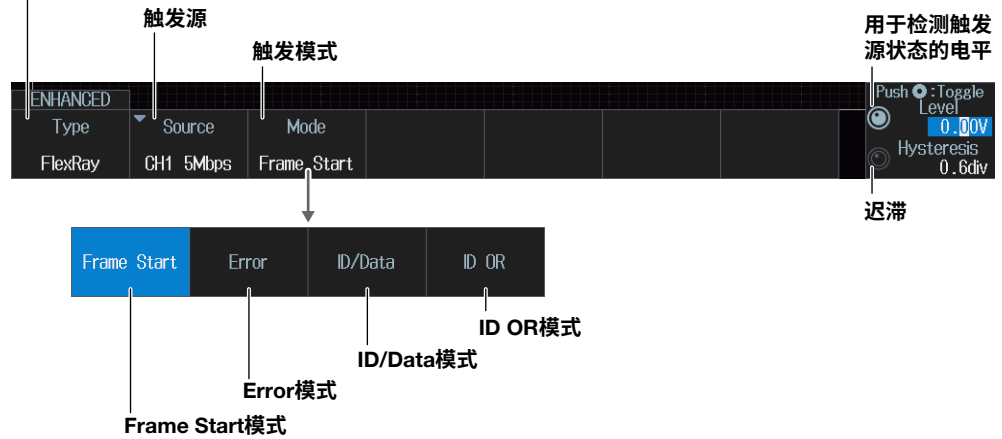 触发源
触发模式
用于检测触发
源状态的电平
ENHANCED
Type
FlexRay
Source
CH1 5Mbps
Mode
Frame Start
Push :Toggle
Level
0.00V
Hysteresis
0.6div
迟滞
Frame Start
Error
ID/Data
ID OR
ID OR模式
ID/Data模式
Error模式
Frame Start模式